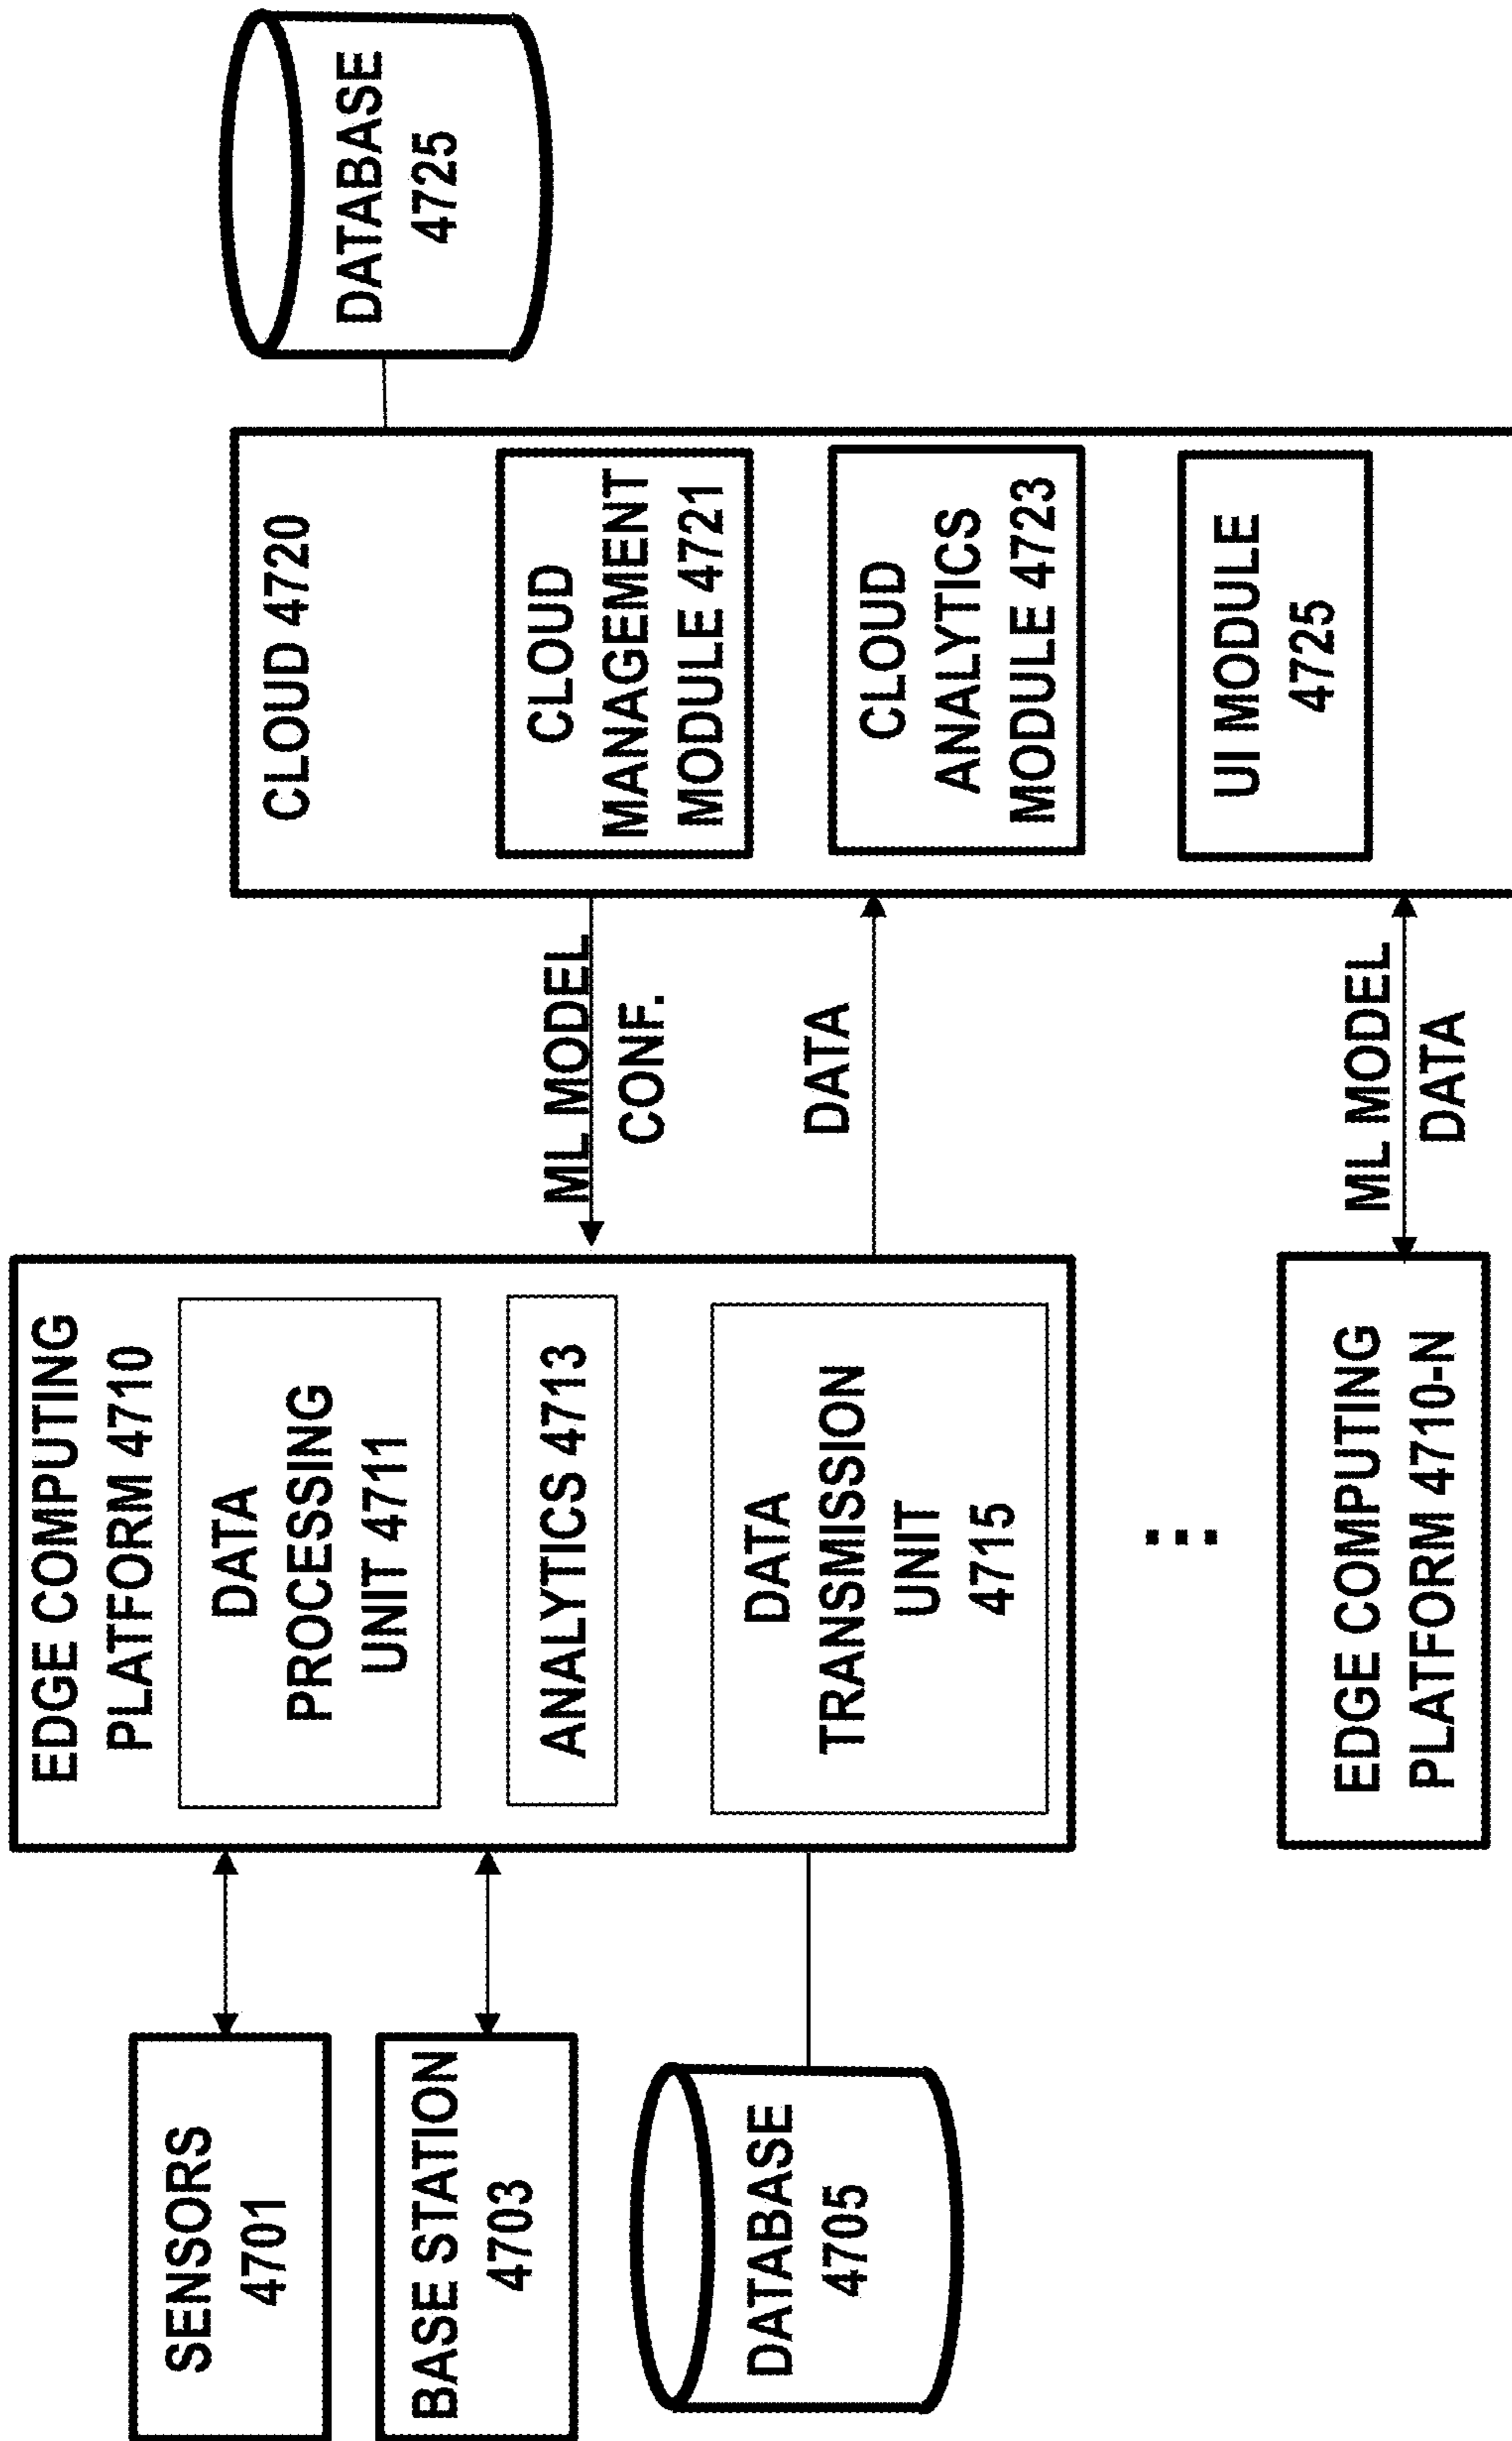 SENSORS
4701
BASE STATION
4703
DATABASE
4705
EDGE COMPUTING
PLATFORM 4710
DATA
PROCESSING
UNIT 4711
ANALYTICS 4713
DATA
TRANSMISSION
UNIT
4715
EDGE COMPUTING
PLATFORM 4710-N
ML MODEL
CONF.
DATA
ML MODEL
DATA
CLOUD 4720
CLOUD
MANAGEMENT
MODULE 4721
CLOUD
ANALYTICS
MODULE 4723
UI MODULE
4725
DATABASE
4725